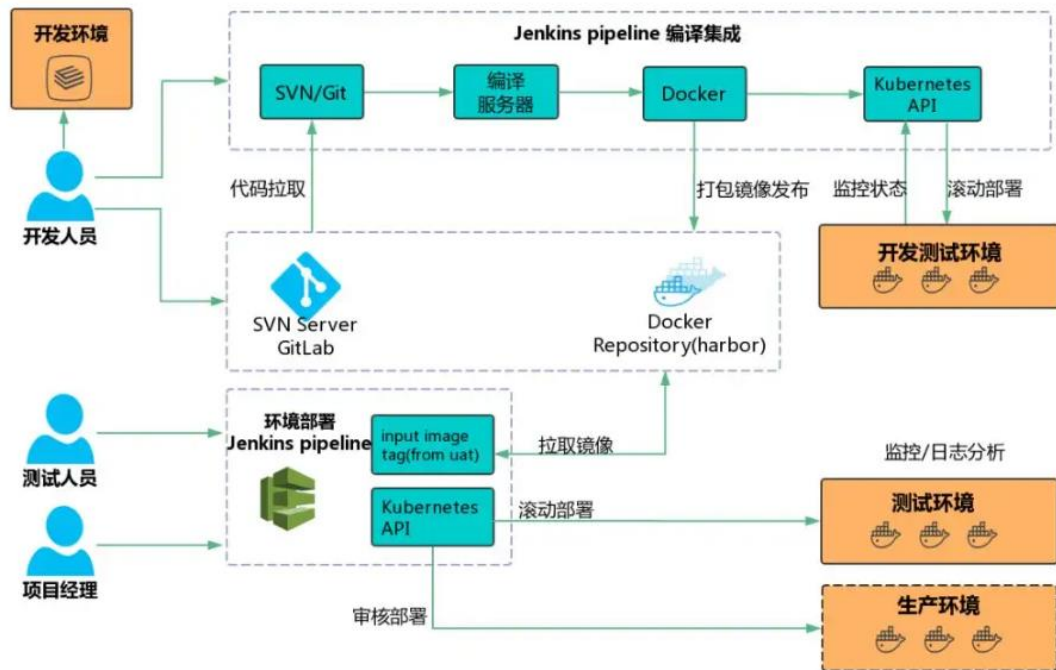 开发环境
Jenkins pipeline 编译集成
SVN/Git
编译
服务器
Docker
Kubernetes
API
开发人员
代码拉取
打包镜像发布
监控状态
滚动部署
开发测试环境
SVN Server
GitLab
Docker
Repository(harbor)
测试人员
环境部署
Jenkins pipeline
input image
tag(from uat)
拉取镜像
监控/日志分析
项目经理
Kubernetes
API
滚动部署
测试环境
审核部署
生产环境